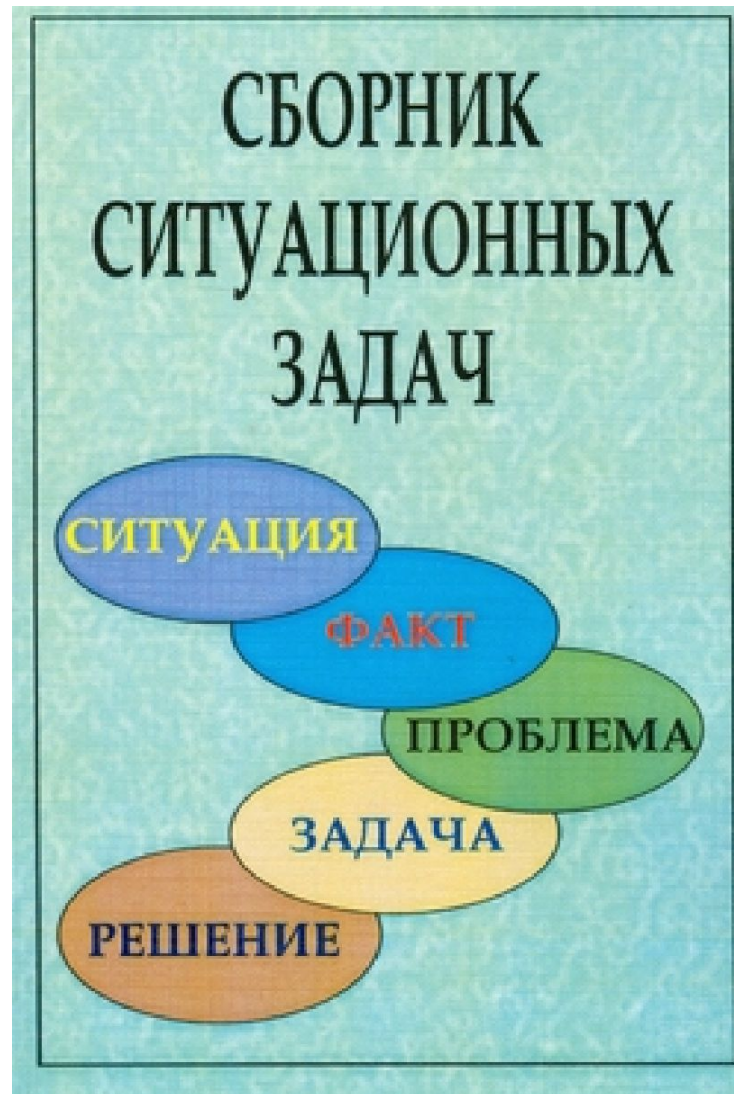 СБОРНИК
СИТУАЦИОННЫХ
ЗАДАЧ
СИТУАЦИЯ
ФАКТ
ПРОБЛЕМА
ЗАДАЧА
РЕШЕНИЕ